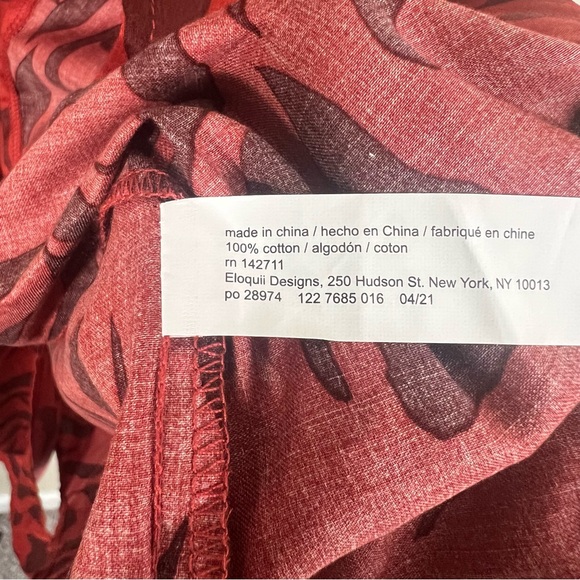 made in china / hecho en China / fabriqué en chine
100% cotton / algodón / coton
rn 142711
Eloquii Designs, 250 Hudson St. New York, NY 10013
po 28974 122 7685 016 04/21